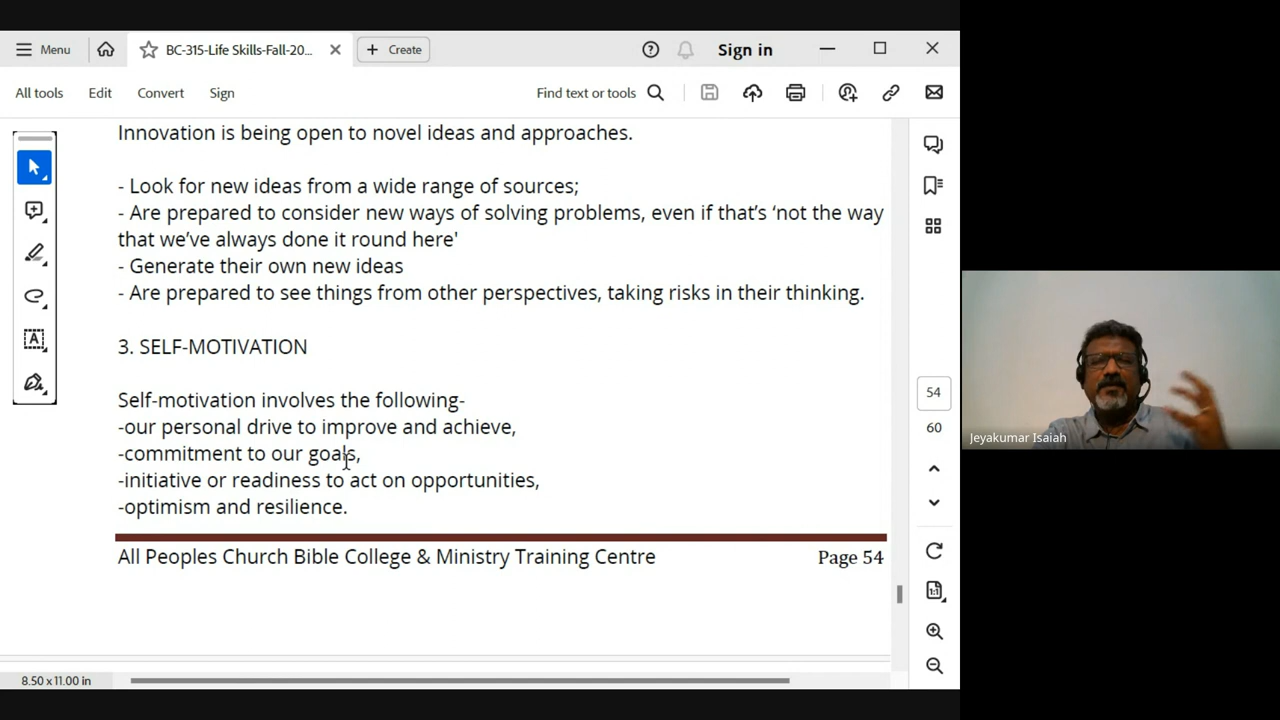 Menu
BC-315-Life Skills-Fall-20...
Create
Sign in
All tools
Edit
Convert
Sign
Find text or tools
Innovation is being open to novel ideas and approaches.
- Look for new ideas from a wide range of sources;
- Are prepared to consider new ways of solving problems, even if that’s ‘not the way
that we’ve always done it round here'
- Generate their own new ideas
- Are prepared to see things from other perspectives, taking risks in their thinking.
3. SELF-MOTIVATION
Self-motivation involves the following-
-our personal drive to improve and achieve,
-commitment to our goals,
-initiative or readiness to act on opportunities,
-optimism and resilience.
All Peoples Church Bible College & Ministry Training Centre
Page 54
54
60
1:1
8.50 x 11.00 in
Jeyakumar Isaiah